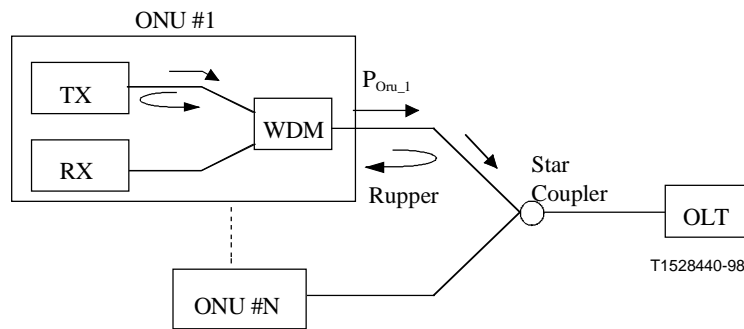 ONU #1
TX
RX
WDM
P_Oru_1
Rupper
Star
Coupler
OLT
T1528440-98
ONU #N